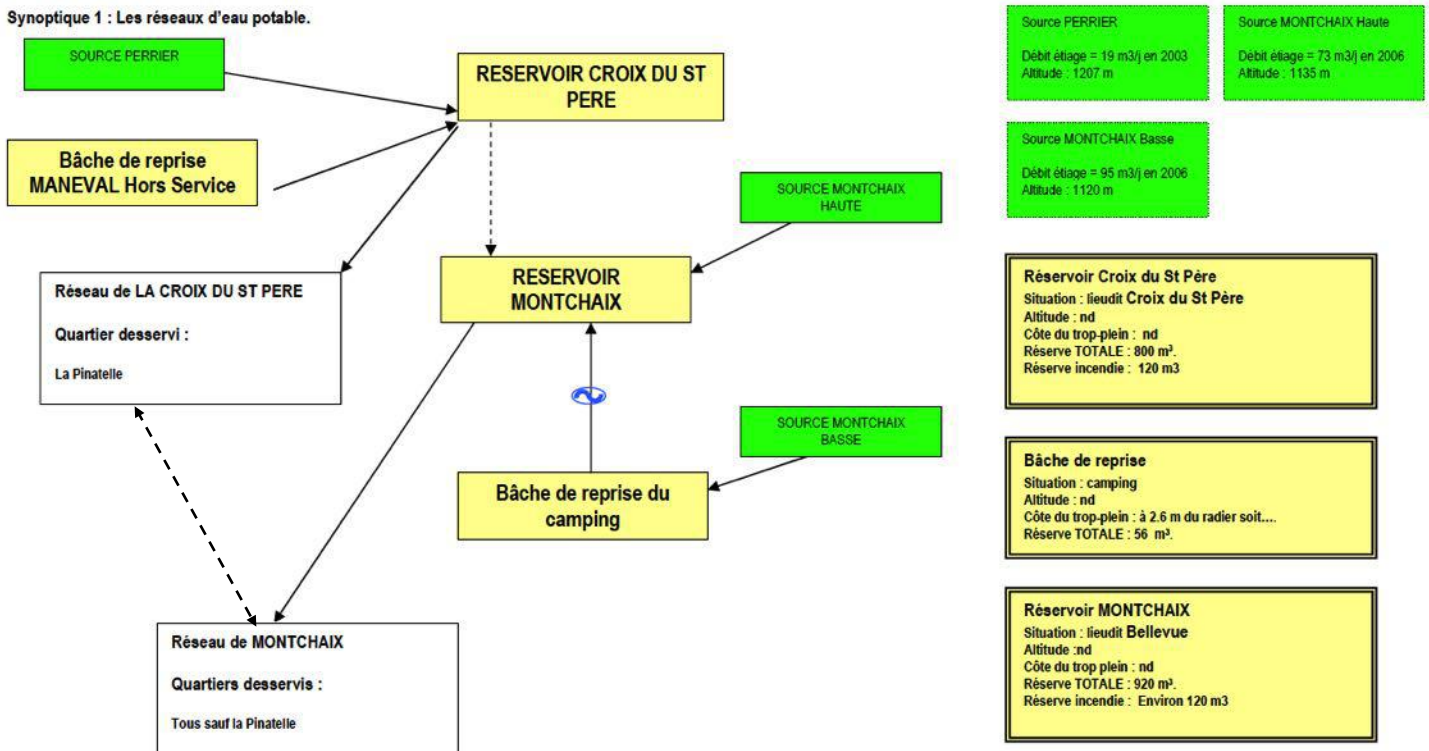 Synoptique 1 : Les réseaux d'eau potable.
SOURCE PERRIER
RESERVOIR CROIX DU ST
PERE
Bâche de reprise
MANEVAL Hors Service
SOURCE MONTCHAIX
HAUTE
RESERVOIR
MONTCHAIX
Réseau de LA CROIX DU ST PERE
Quartier desservi :
La Pinatelle
SOURCE MONTCHAIX
BASSE
Bâche de reprise du
camping
Réseau de MONTCHAIX
Quartiers desservis :
Tous sauf la Pinatelle
Source PERRIER
Débit étiage = 19 m3/j en 2003
Altitude : 1207 m
Source MONTCHAIX Haute
Débit étiage = 73 m3/j en 2006
Altitude : 1135 m
Source MONTCHAIX Basse
Débit étiage = 95 m3/j en 2006
Altitude : 1120 m
Réservoir Croix du St Père
Situation : lieudit Croix du St Père
Altitude : nd
Côte du trop-plein : nd
Réserve TOTALE : 800 m³.
Réserve incendie : 120 m3
Bâche de reprise
Situation : camping
Altitude : nd
Côte du trop-plein : à 2.6 m du radier soit....
Réserve TOTALE : 56 m³.
Réservoir MONTCHAIX
Situation : lieudit Bellevue
Altitude :nd
Côte du trop plein : nd
Réserve TOTALE : 920 m³.
Réserve incendie : Environ 120 m3